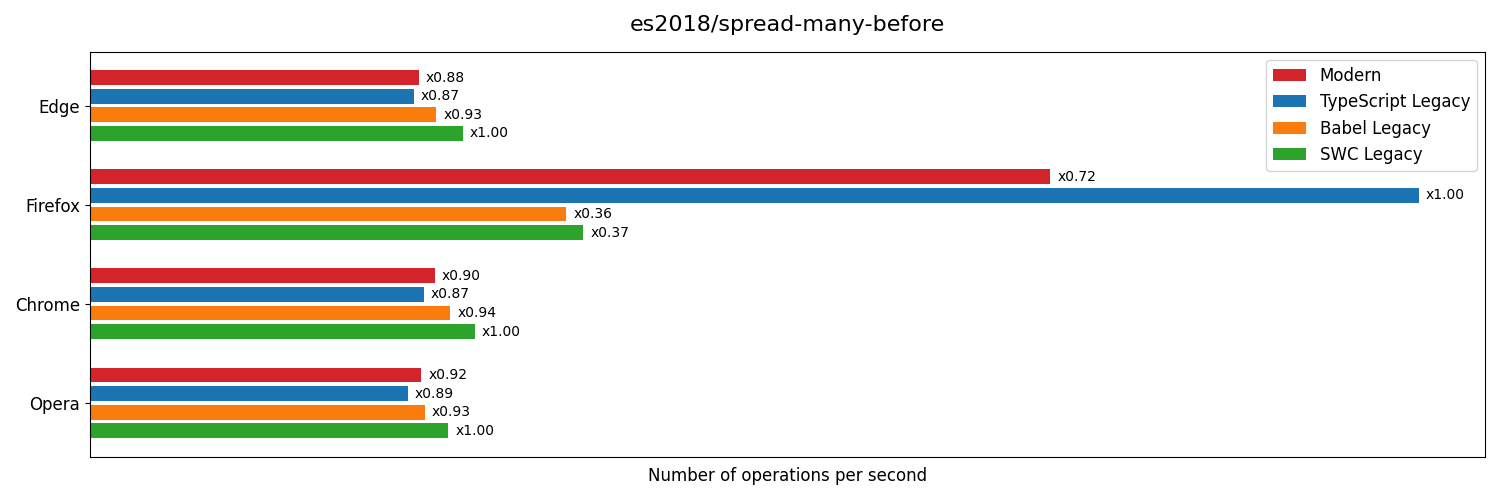 es2018/spread-many-before
Modern
TypeScript Legacy
Babel Legacy
SWC Legacy
Edge
x0.88
x0.87
x0.93
x1.00
Firefox
x0.72
x1.00
x0.36
x0.37
Chrome
x0.90
x0.87
x0.94
x1.00
Opera
x0.92
x0.89
x0.93
x1.00
Number of operations per second